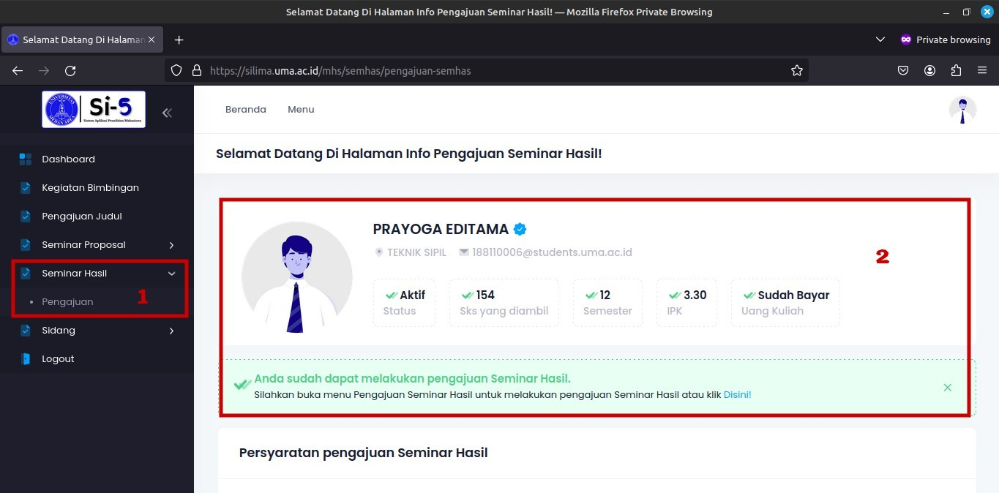 Selamat Datang Di Halaman Info Pengajuan Seminar Hasil! — Mozilla Firefox Private Browsing
Selamat Datang Di Halaman
Private browsing
https://silima.uma.ac.id/mhs/semhas/pengajuan-semhas
UNIVERSITAS
MEDAN AREA
Si-5
Sistem Aplikasi Penelitian Mahasiswa
Beranda Menu
Selamat Datang Di Halaman Info Pengajuan Seminar Hasil!
Dashboard
Kegiatan Bimbingan
Pengajuan Judul
Seminar Proposal
Seminar Hasil
Pengajuan 1
Sidang
Logout
PRAYOGA EDITAMA
TEKNIK SIPIL 188110006@students.uma.ac.id
2
Aktif
Status
154
Sks yang diambil
12
Semester
3.30
IPK
Sudah Bayar
Uang Kuliah
Anda sudah dapat melakukan pengajuan Seminar Hasil.
Silahkan buka menu Pengajuan Seminar Hasil untuk melakukan pengajuan Seminar Hasil atau klik Disini!
Persyaratan pengajuan Seminar Hasil